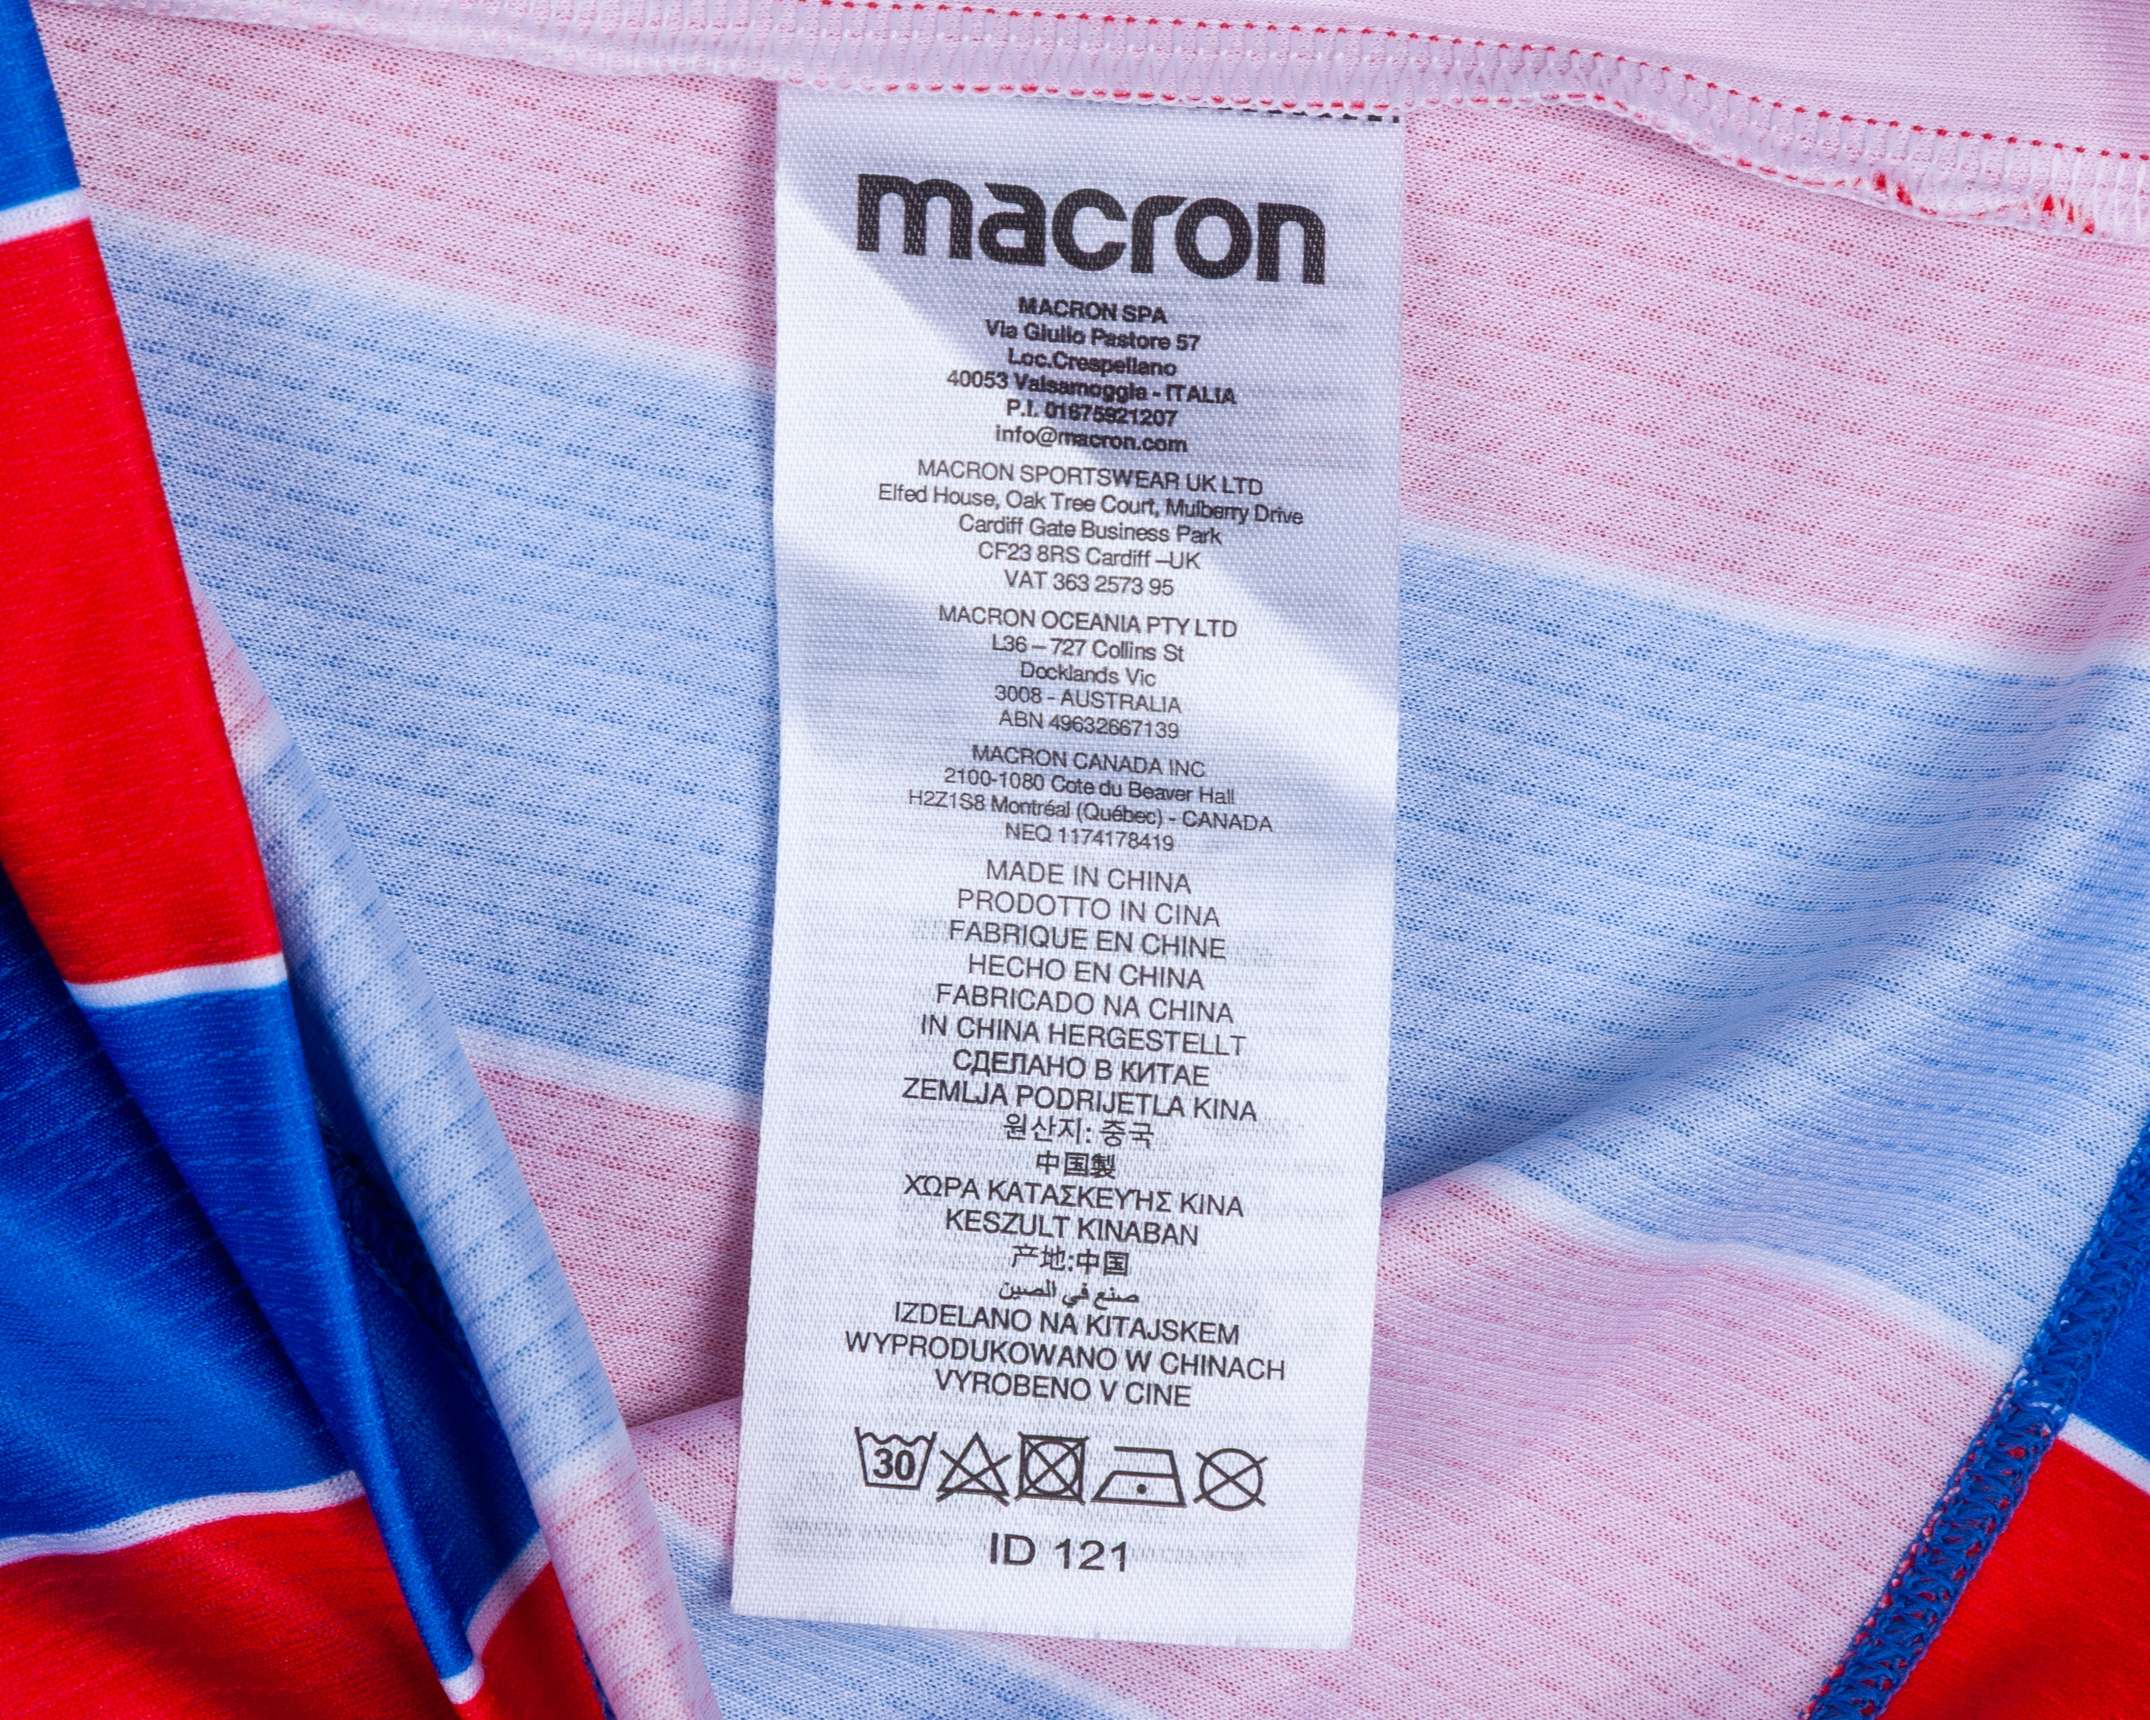 macron
MACRON SPA
Via Giulio Pastore 57
Loc.Crespellano
40053 Valsamoggia - ITALIA
P.I. 01675921207
info@macron.com
MACRON SPORTSWEAR UK LTD
Elfed House, Oak Tree Court, Mulberry Drive
Cardiff Gate Business Park
CF23 8RS Cardiff –UK
VAT 363 2573 95
MACRON OCEANIA PTY LTD
L36 – 727 Collins St
Docklands Vic
3008 - AUSTRALIA
ABN 49632667139
MACRON CANADA INC
2100-1080 Cote du Beaver Hall
H2Z1S8 Montréal (Québec) - CANADA
NEQ 1174178419
MADE IN CHINA
PRODOTTO IN CINA
FABRIQUE EN CHINE
HECHO EN CHINA
FABRICADO NA CHINA
IN CHINA HERGESTELLT
СДЕЛАНО В КИТАЕ
ZEMLJA PODRIJETLA KINA
원산지: 중국
中国製
ΧΏΡΑ ΚΑΤΑΣΚΕΥΉΣ ΚΙΝΑ
KESZULT KINABAN
产地:中国
صنع في الصين
IZDELANO NA KITAJSKEM
WYPRODUKOWANO W CHINACH
VYROBENO V CINE
30
ID 121